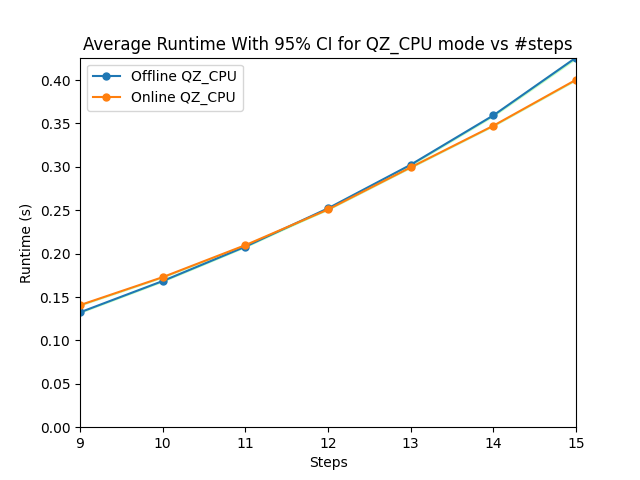 Average Runtime With 95% CI for QZ_CPU mode vs #steps
Offline QZ_CPU
Online QZ_CPU
0.40
0.35
0.30
0.25
0.20
0.15
0.10
0.05
0.00
Runtime (s)
9 10 11 12 13 14 15
Steps